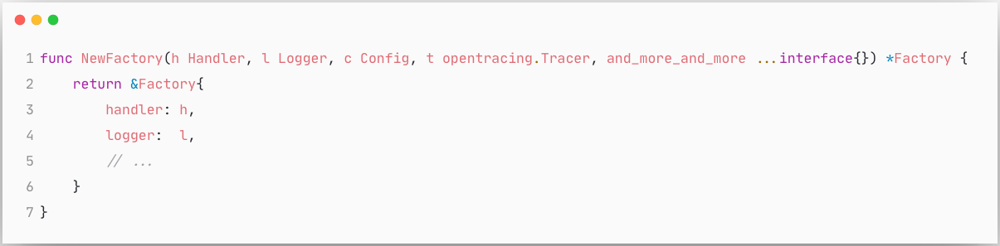 1 func NewFactory(h Handler, l Logger, c Config, t opentracing.Tracer, and_more_and_more ...interface{}) *Factory {
2     return &Factory{
3         handler: h,
4         logger:  l,
5         // ...
6     }
7 }